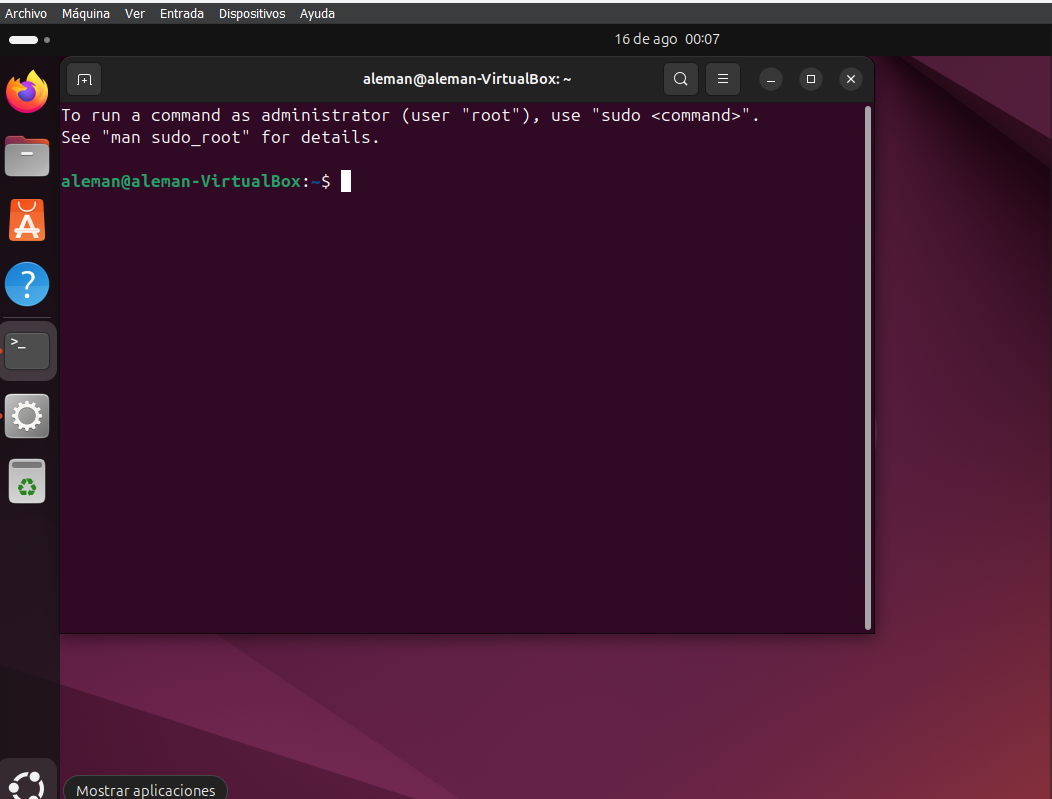 Archivo Máquina Ver Entrada Dispositivos Ayuda
16 de ago 00:07
aleman@aleman-VirtualBox: ~
To run a command as administrator (user "root"), use "sudo <command>".
See "man sudo_root" for details.
aleman@aleman-VirtualBox:~$
Mostrar aplicaciones